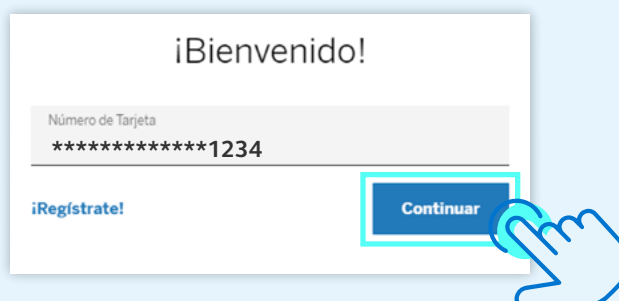 ¡Bienvenido!
Número de Tarjeta
*************1234
¡Regístrate!
Continuar